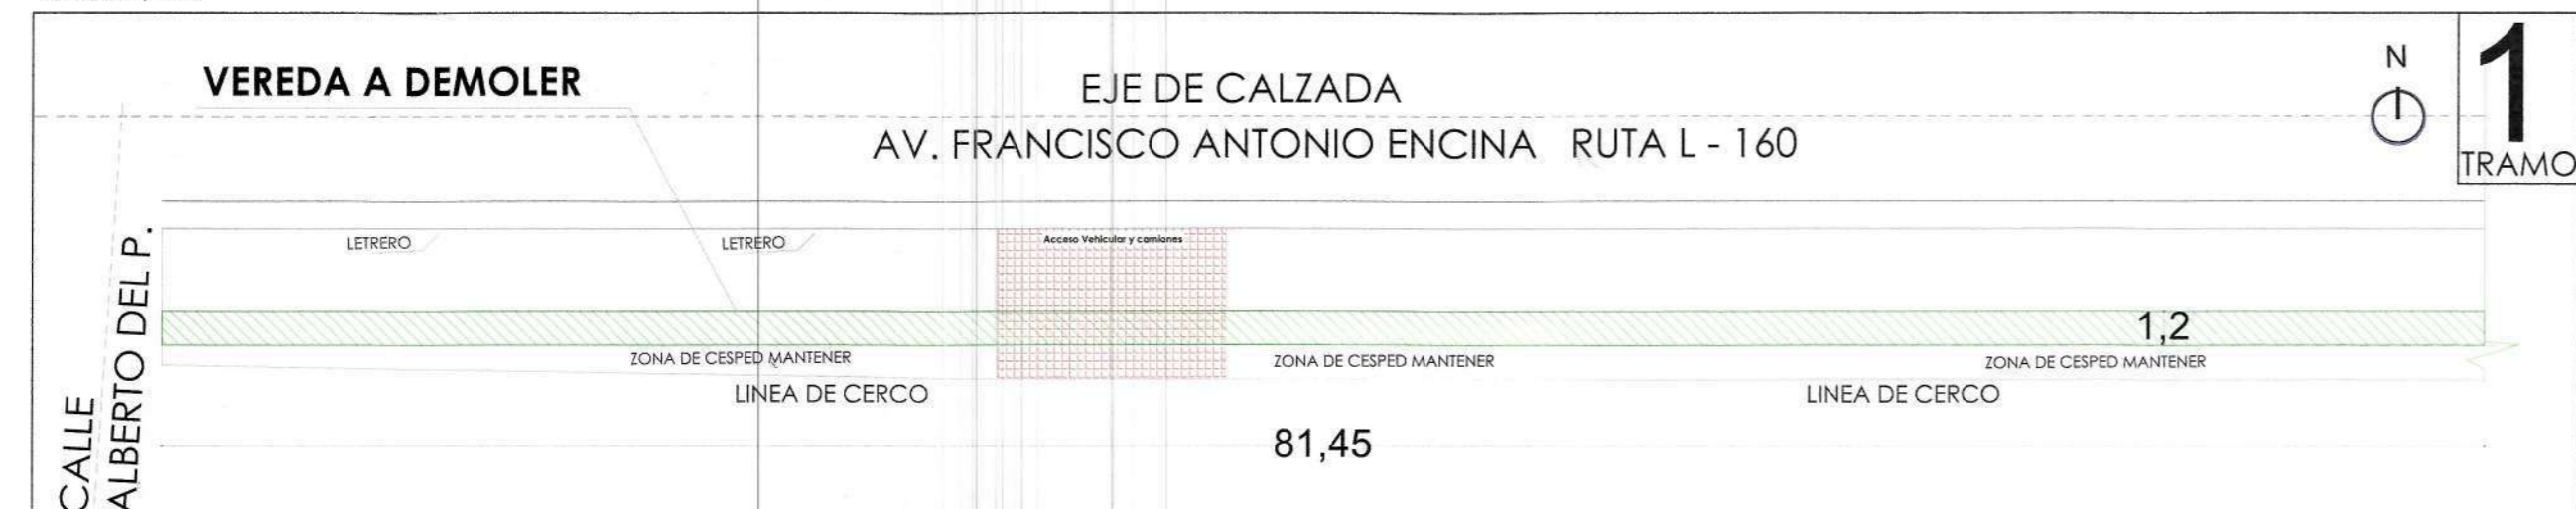 VEREDA A DEMOLER
EJE DE CALZADA
AV. FRANCISCO ANTONIO ENCINA RUTA L - 160
N
1
TRAMO
LETRERO
LETRERO
Acceso Vehicular y camiones
CALLE
ALBERTO DEL P.
1,2
ZONA DE CESPED MANTENER
ZONA DE CESPED MANTENER
ZONA DE CESPED MANTENER
LINEA DE CERCO
LINEA DE CERCO
81,45